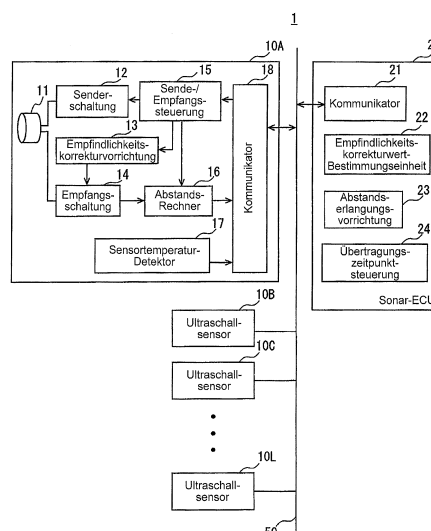 1
10A
12
15
18
2
11
Sender-
schaltung
Sende-/
Empfangs-
steuerung
21
Kommunikator
13
Empfindlichkeits-
korrekturvorrichtung
22
Empfindlichkeits-
korrekturwert-
Bestimmungseinheit
14
16
Empfangs-
schaltung
Abstands-
Rechner
Kommunikator
23
Abstands-
erlangungs-
vorrichtung
17
Sensortemperatur-
Detektor
24
Übertragungs-
zeitpunkt-
steuerung
Sonar-ECU
10B
Ultraschall-
sensor
10C
Ultraschall-
sensor
10L
Ultraschall-
sensor
50